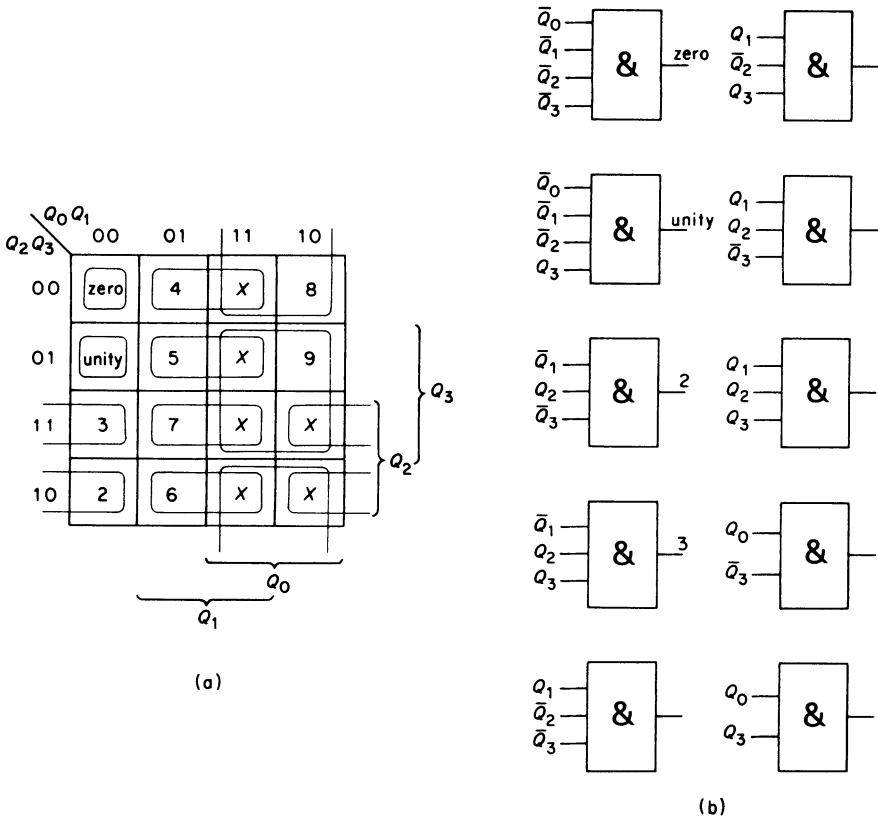 Q0Q1
Q2Q3
00 01 11 10
00 zero 4 X 8
01 unity 5 X 9
11 3 7 X X
10 2 6 X X
Q3
Q2
Q0
Q1
(a)
Q̄0
Q̄1
Q̄2
Q̄3
&
zero
Q1
Q̄2
Q3
&
Q̄0
Q̄1
Q̄2
Q3
&
unity
Q1
Q2
Q̄3
&
Q̄1
Q2
Q̄3
&
2
Q1
Q2
Q3
&
Q̄1
Q2
Q3
&
3
Q0
Q̄3
&
Q1
Q̄2
Q̄3
&
Q0
Q3
&
(b)